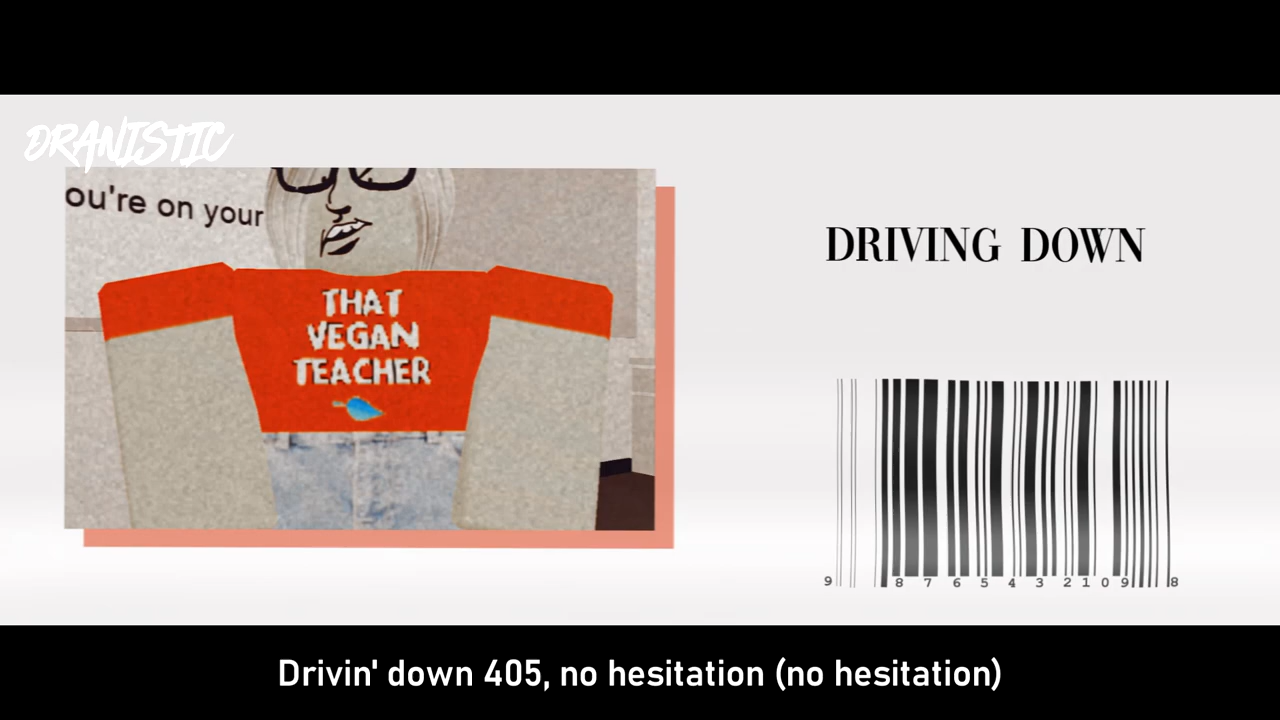 DRANISTIC
ou're on your
THAT
VEGAN
TEACHER
DRIVING DOWN
9 8 7 6 5 4 3 2 1 0 9 8
Drivin' down 405, no hesitation (no hesitation)